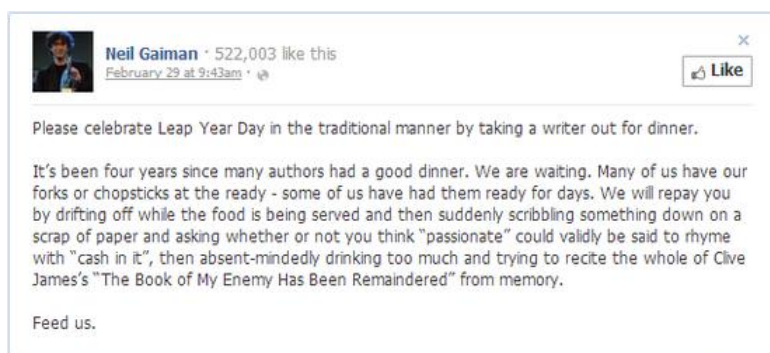 Neil Gaiman · 522,003 like this
February 29 at 9:43am ·
Like
Please celebrate Leap Year Day in the traditional manner by taking a writer out for dinner.
It's been four years since many authors had a good dinner. We are waiting. Many of us have our
forks or chopsticks at the ready - some of us have had them ready for days. We will repay you
by drifting off while the food is being served and then suddenly scribbling something down on a
scrap of paper and asking whether or not you think “passionate” could validly be said to rhyme
with “cash in it”, then absent-mindedly drinking too much and trying to recite the whole of Clive
James's “The Book of My Enemy Has Been Remaindered” from memory.
Feed us.